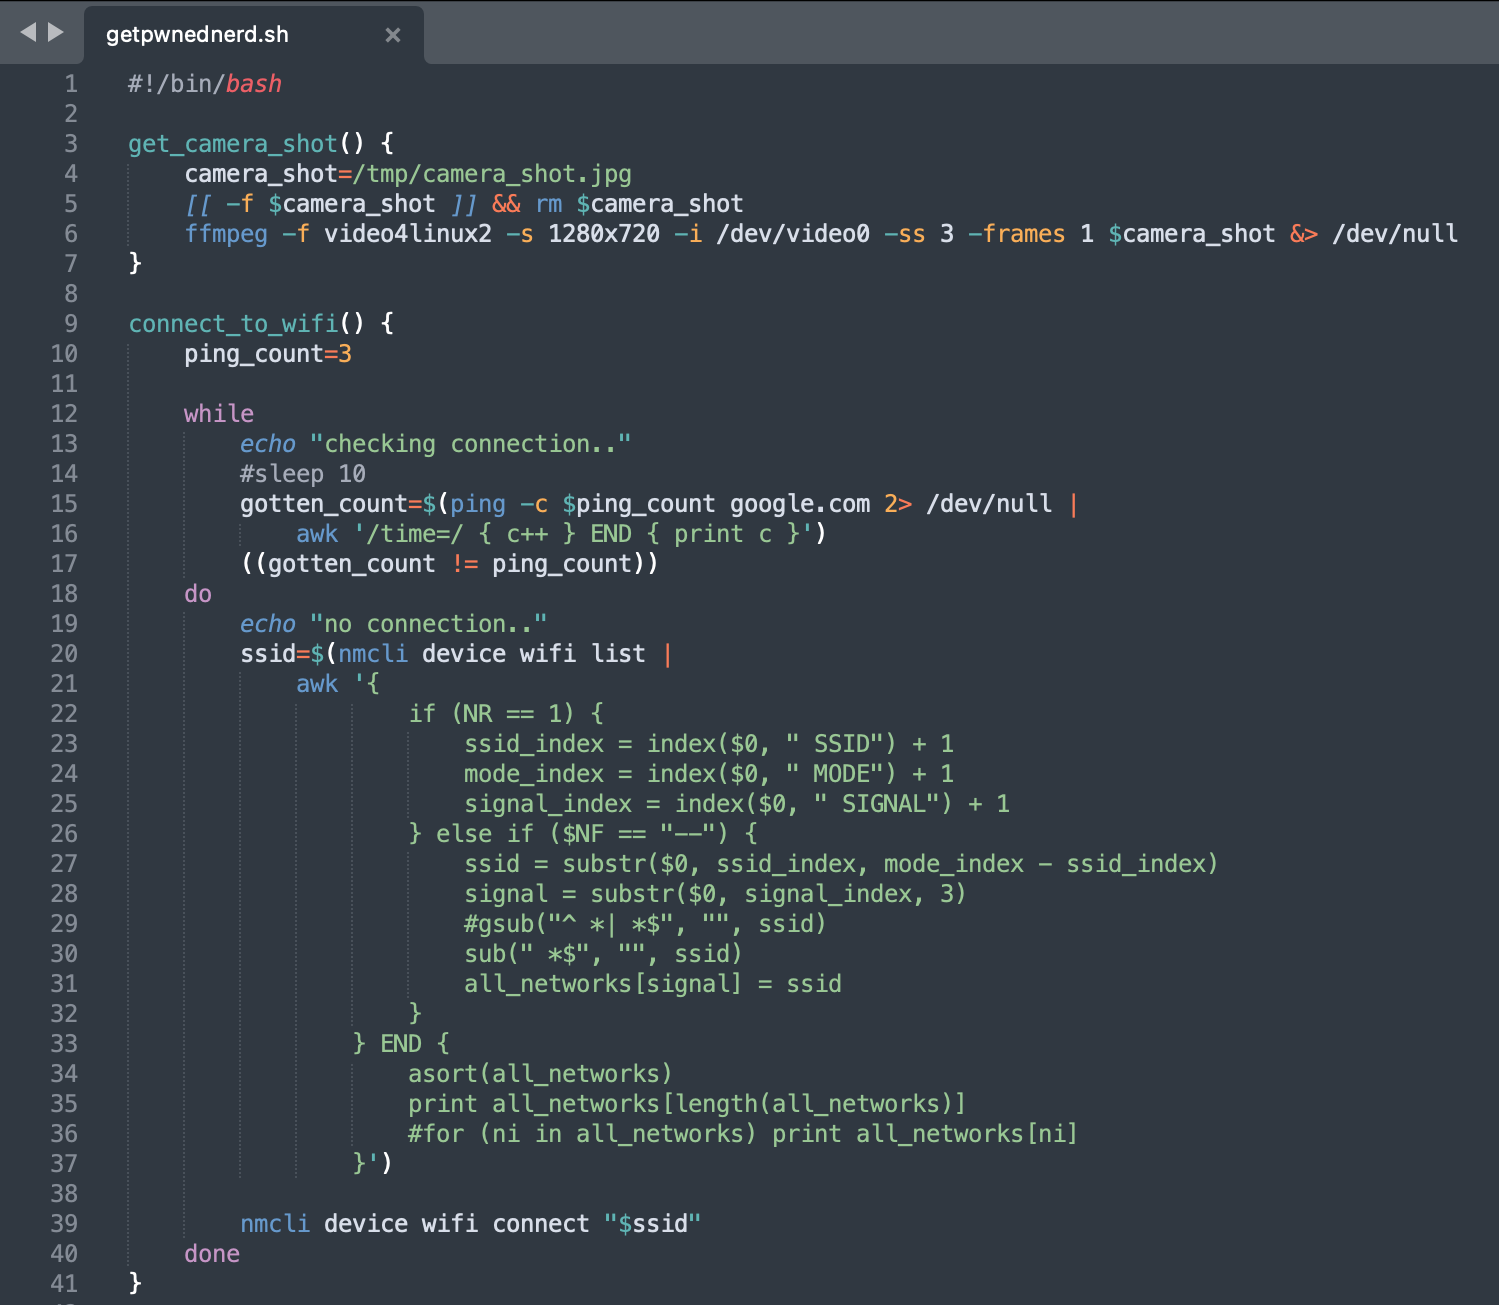 getpwnednerd.sh ×
1 #!/bin/bash
2
3 get_camera_shot() {
4     camera_shot=/tmp/camera_shot.jpg
5     [[ -f $camera_shot ]] && rm $camera_shot
6     ffmpeg -f video4linux2 -s 1280x720 -i /dev/video0 -ss 3 -frames 1 $camera_shot &> /dev/null
7 }
8
9 connect_to_wifi() {
10     ping_count=3
11
12     while
13         echo "checking connection.."
14         #sleep 10
15         gotten_count=$(ping -c $ping_count google.com 2> /dev/null |
16             awk '/time=/ { c++ } END { print c }')
17         ((gotten_count != ping_count))
18     do
19         echo "no connection.."
20         ssid=$(nmcli device wifi list |
21             awk '{
22                     if (NR == 1) {
23                         ssid_index = index($0, " SSID") + 1
24                         mode_index = index($0, " MODE") + 1
25                         signal_index = index($0, " SIGNAL") + 1
26                     } else if ($NF == "--") {
27                         ssid = substr($0, ssid_index, mode_index - ssid_index)
28                         signal = substr($0, signal_index, 3)
29                         #gsub("^ *| *$", "", ssid)
30                         sub(" *$", "", ssid)
31                         all_networks[signal] = ssid
32                     }
33                 } END {
34                     asort(all_networks)
35                     print all_networks[length(all_networks)]
36                     #for (ni in all_networks) print all_networks[ni]
37                 }')
38
39         nmcli device wifi connect "$ssid"
40     done
41 }